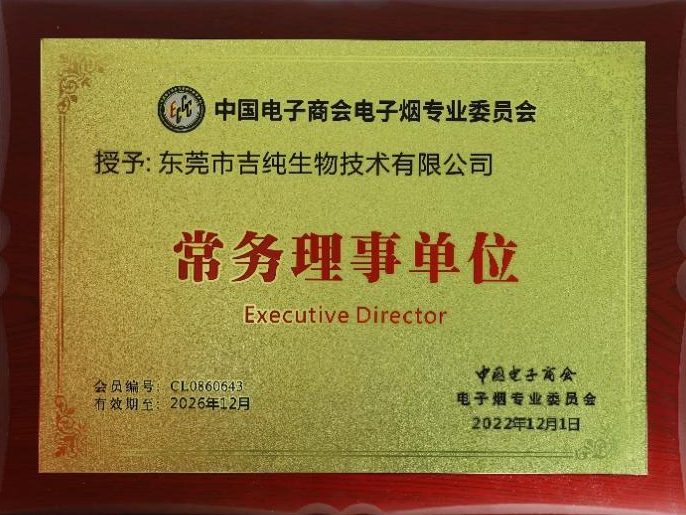 ECCC
中国电子商会电子烟专业委员会
授予: 东莞市吉纯生物技术有限公司
常务理事单位
Executive Director
会员编号: CL0860643
有效期至: 2026年12月
中国电子商会
电子烟专业委员会
2022年12月1日